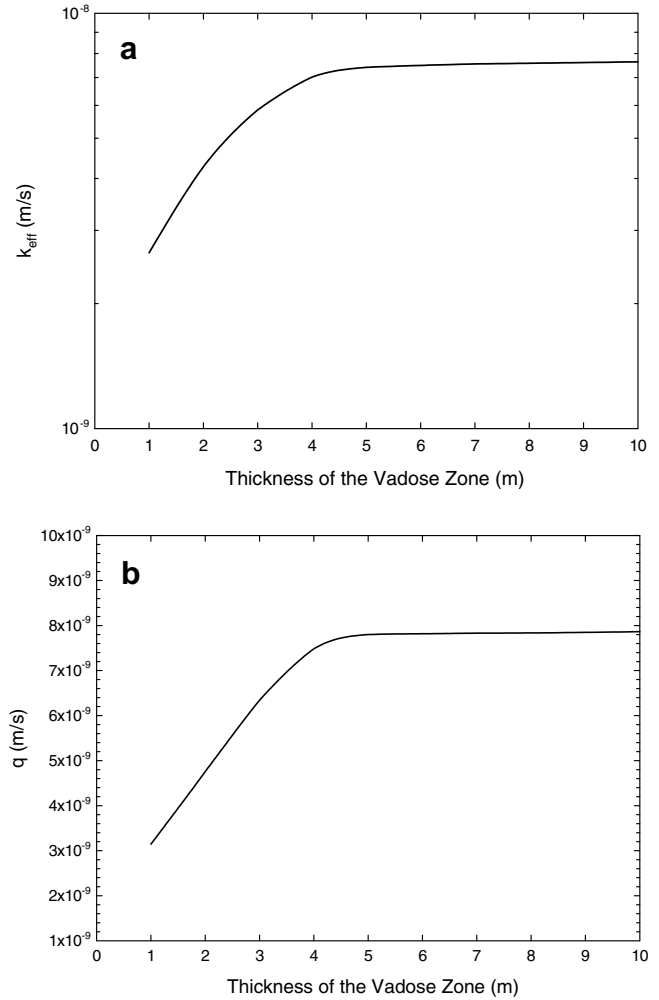 10⁻⁸
a
k_eff (m/s)
10⁻⁹
0 1 2 3 4 5 6 7 8 9 10
Thickness of the Vadose Zone (m)
10x10⁻⁹
b
9x10⁻⁹
8x10⁻⁹
7x10⁻⁹
6x10⁻⁹
q (m/s)
5x10⁻⁹
4x10⁻⁹
3x10⁻⁹
2x10⁻⁹
1x10⁻⁹
0 1 2 3 4 5 6 7 8 9 10
Thickness of the Vadose Zone (m)